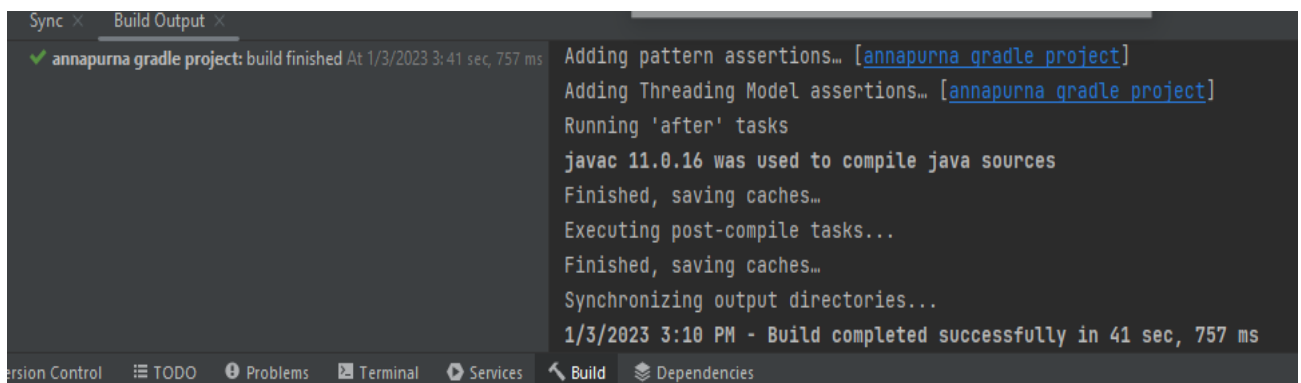 Sync × Build Output ×
annapurna gradle project: build finished At 1/3/2023 3: 41 sec, 757 ms
Adding pattern assertions… [annapurna gradle project]
Adding Threading Model assertions… [annapurna gradle project]
Running 'after' tasks
javac 11.0.16 was used to compile java sources
Finished, saving caches…
Executing post-compile tasks...
Finished, saving caches…
Synchronizing output directories...
1/3/2023 3:10 PM - Build completed successfully in 41 sec, 757 ms
ersion Control TODO Problems Terminal Services Build Dependencies